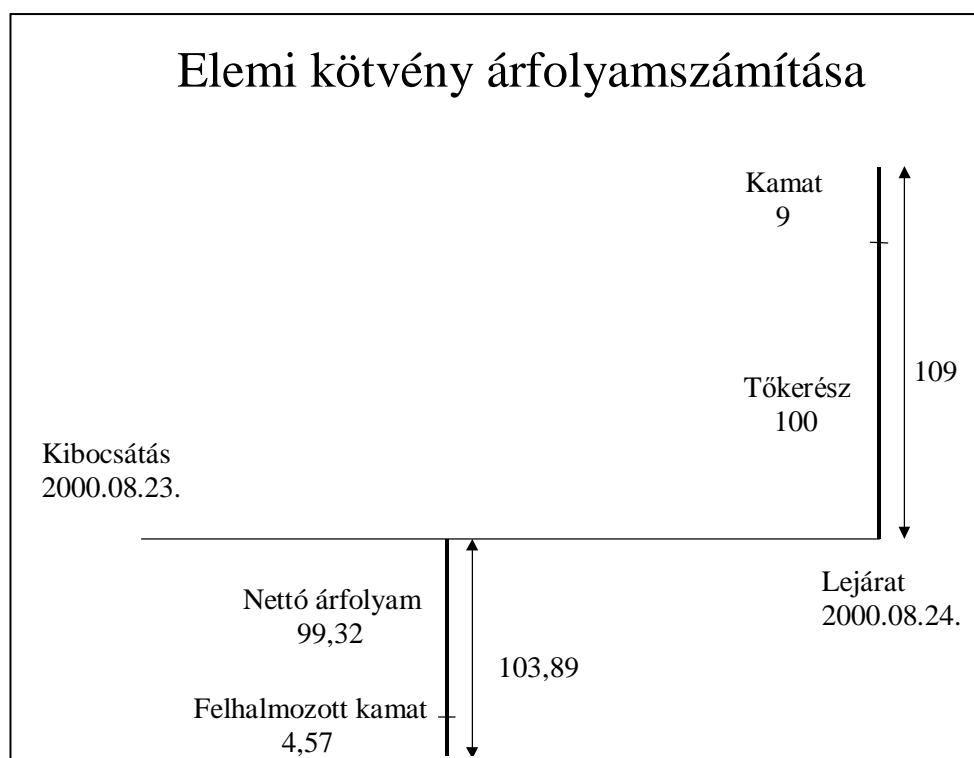 Elemi kötvény árfolyamszámítása
Kamat
9
109
Tőkerész
100
Kibocsátás
2000.08.23.
Lejárat
2000.08.24.
Nettó árfolyam
99,32
103,89
Felhalmozott kamat
4,57